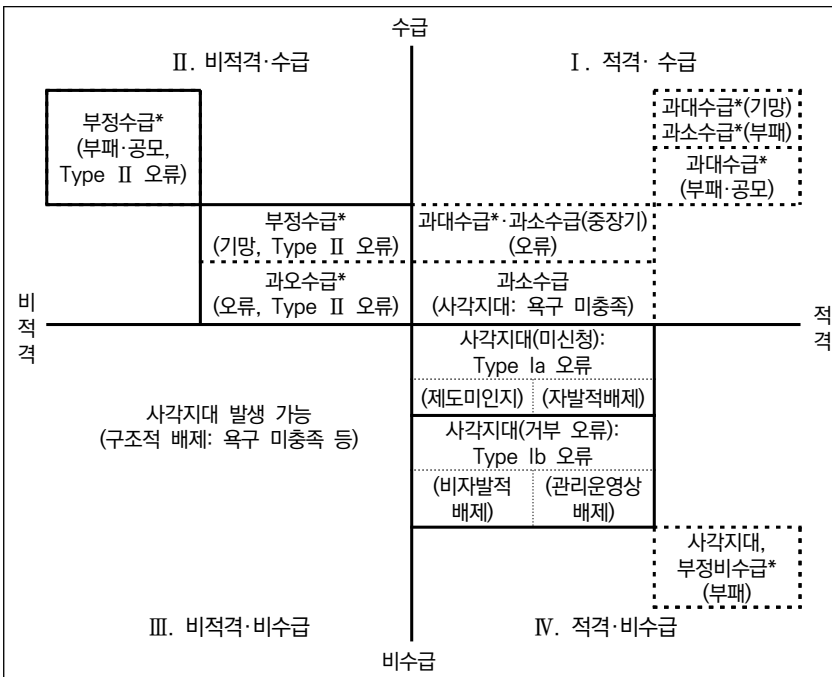 수급
Ⅱ. 비적격·수급
Ⅰ. 적격· 수급
부정수급*
(부패·공모,
Type Ⅱ 오류)
과대수급*(기망)
과소수급*(부패)
과대수급*
(부패·공모)
부정수급*
(기망, Type Ⅱ 오류)
과대수급*·과소수급(중장기)
(오류)
과오수급*
(오류, Type Ⅱ 오류)
과소수급
(사각지대: 욕구 미충족)
비
적
격
적
격
사각지대(미신청):
Type Ⅰa 오류
(제도미인지)
(자발적배제)
사각지대 발생 가능
(구조적 배제: 욕구 미충족 등)
사각지대(거부 오류):
Type Ⅰb 오류
(비자발적
배제)
(관리운영상
배제)
사각지대,
부정비수급*
(부패)
Ⅲ. 비적격·비수급
Ⅳ. 적격·비수급
비수급